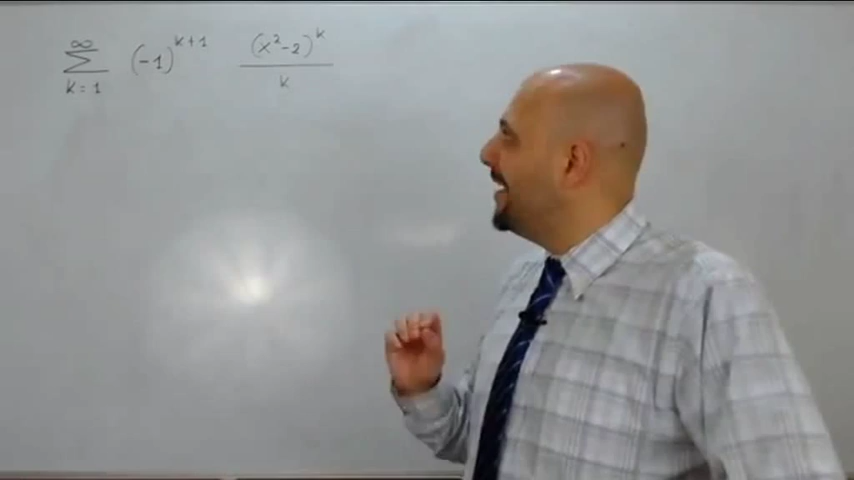 ∞
Σ (-1)^{k+1} (x²-2)^k / k
k=1